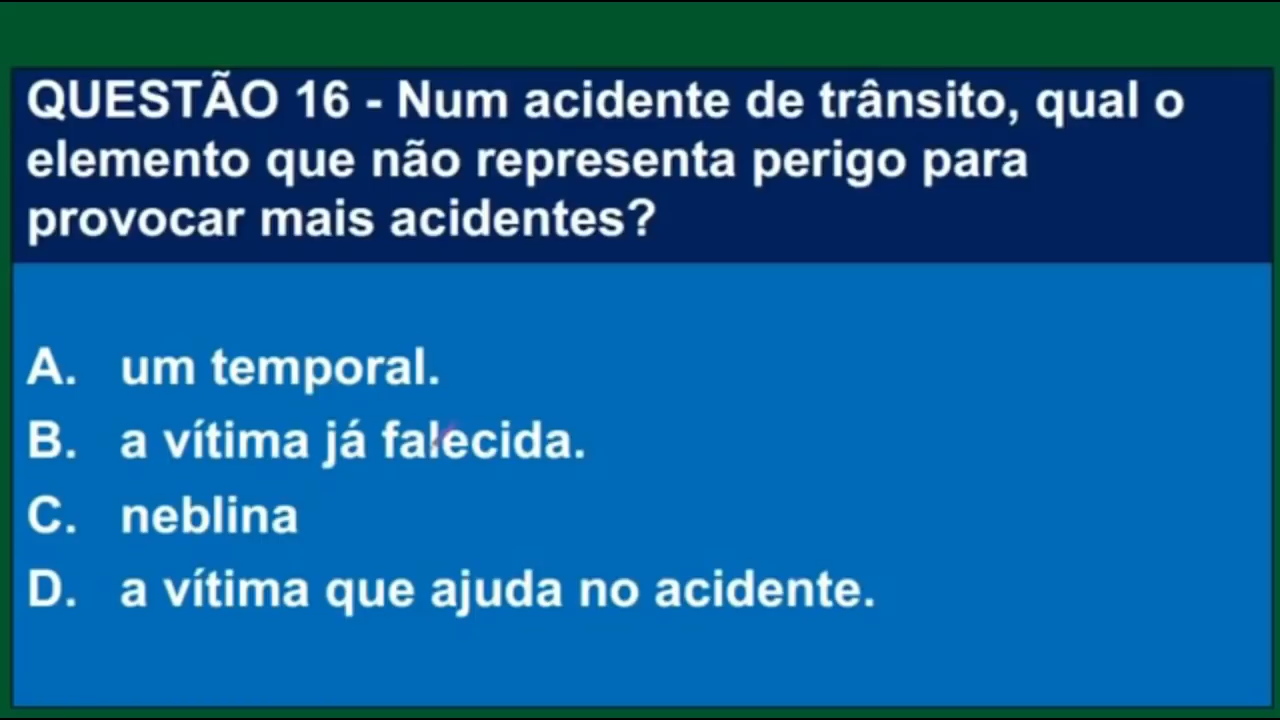 QUESTÃO 16 - Num acidente de trânsito, qual o
elemento que não representa perigo para
provocar mais acidentes?
A. um temporal.
B. a vítima já falecida.
C. neblina
D. a vítima que ajuda no acidente.